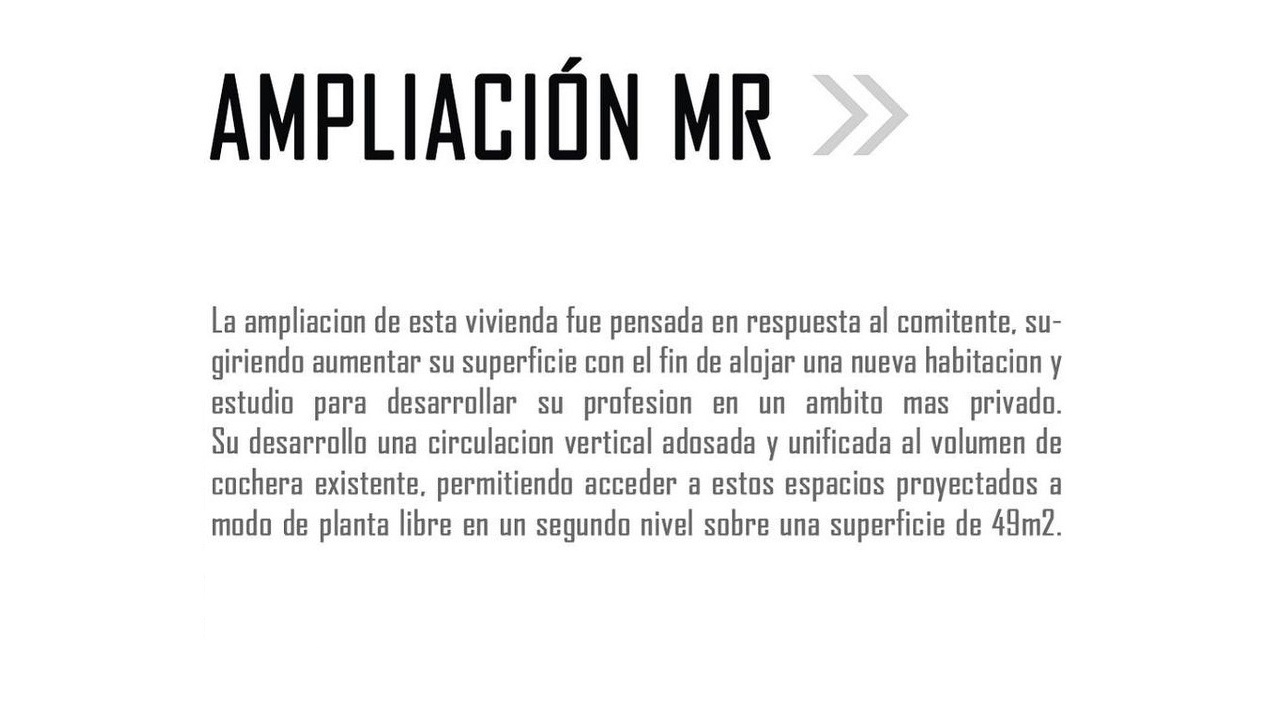 AMPLIACIÓN MR
La ampliacion de esta vivienda fue pensada en respuesta al comitente, su-
giriendo aumentar su superficie con el fin de alojar una nueva habitacion y
estudio para desarrollar su profesion en un ambito mas privado.
Su desarrollo una circulacion vertical adosada y unificada al volumen de
cochera existente, permitiendo acceder a estos espacios proyectados a
modo de planta libre en un segundo nivel sobre una superficie de 49m2.